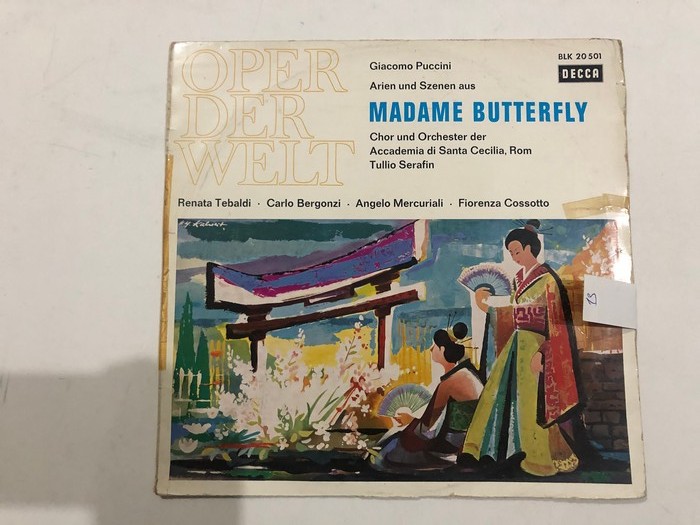 OPER
DER
WELT
Giacomo Puccini
BLK 20 501
DECCA
Arien und Szenen aus
MADAME BUTTERFLY
Chor und Orchester der
Accademia di Santa Cecilia, Rom
Tullio Serafin
Renata Tebaldi · Carlo Bergonzi · Angelo Mercuriali · Fiorenza Cossotto